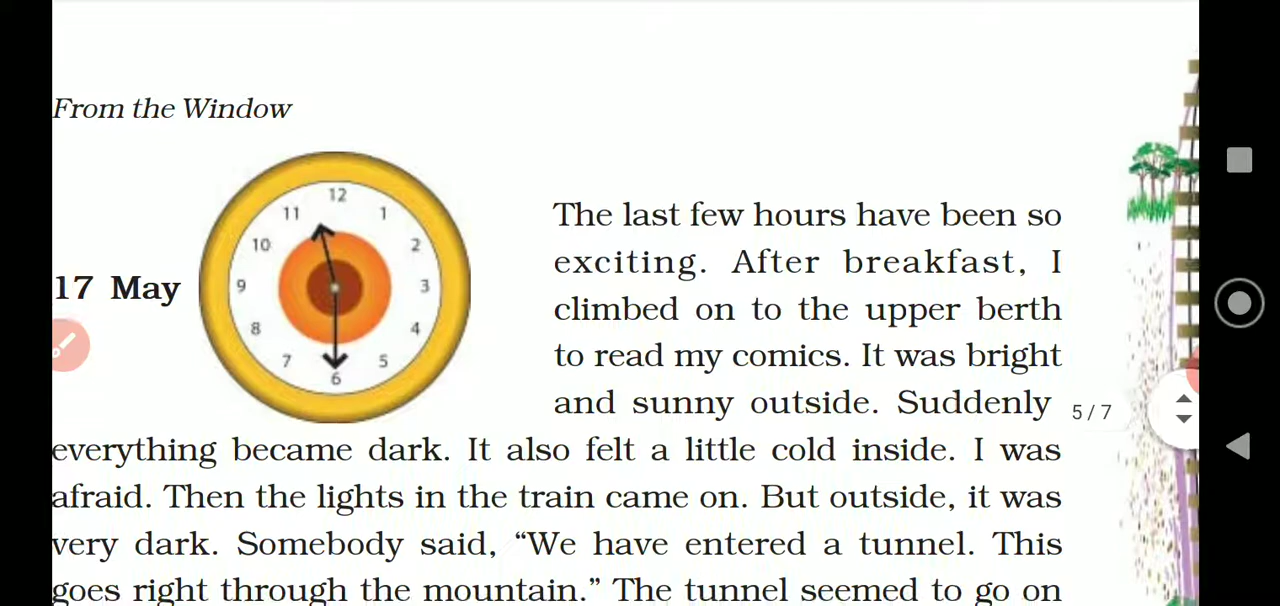 From the Window
12
11 1
10 2
9 3
8 4
7 5
6
17 May
The last few hours have been so
exciting. After breakfast, I
climbed on to the upper berth
to read my comics. It was bright
and sunny outside. Suddenly
5 / 7
everything became dark. It also felt a little cold inside. I was
afraid. Then the lights in the train came on. But outside, it was
very dark. Somebody said, “We have entered a tunnel. This
goes right through the mountain.” The tunnel seemed to go on